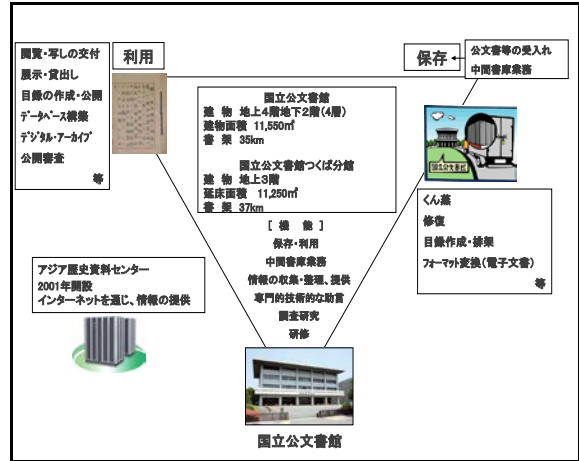 閲覧・写しの交付
展示・貸出し
目録の作成・公開
データベース構築
デジタル・アーカイブ
公開審査
等
利用
保存
公文書等の受入れ
中間書庫業務
国立公文書館
建 物 地上4階地下2階(4層)
建物面積 11,550㎡
書 架 35km
国立公文書館つくば分館
建 物 地上3階
延床面積 11,250㎡
書 架 37km
国立公文書館
くん蒸
修復
目録作成・排架
フォーマット変換(電子文書)
等
[ 機 能 ]
保存・利用
中間書庫業務
情報の収集・整理、提供
専門的技術的な助言
調査研究
研修
アジア歴史資料センター
2001年開設
インターネットを通じ、情報の提供
国立公文書館